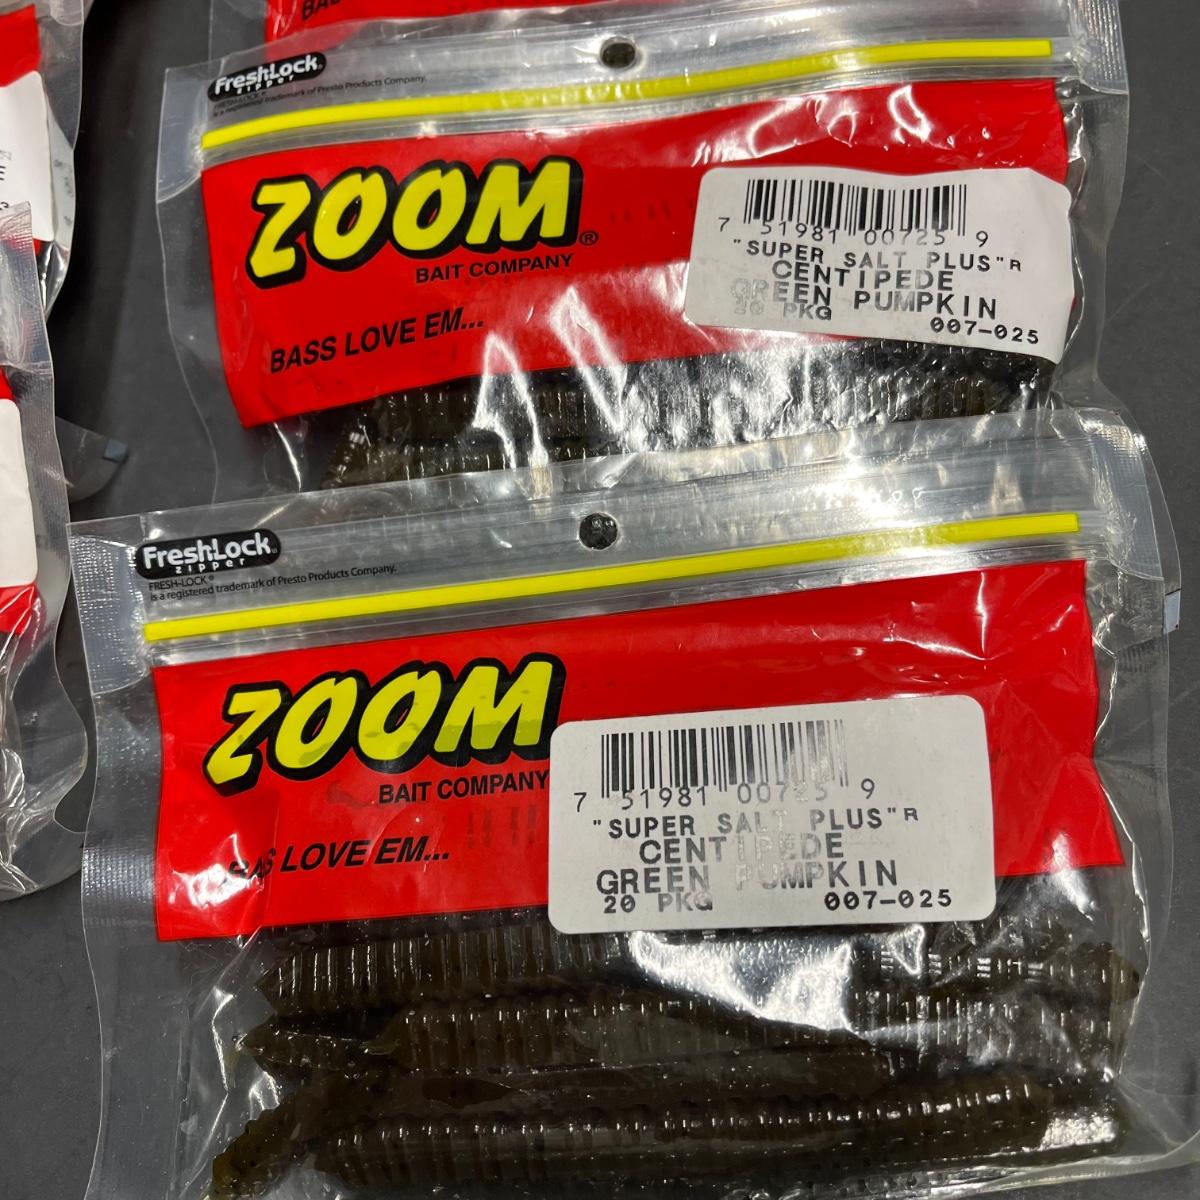 BAS
FreshLock®
zipper
FRESH-LOCK®
is a registered trademark of Presto Products Company.
ZOOM®
BAIT COMPANY
BASS LOVE EM...
7 51981 00725 9
"SUPER SALT PLUS"R
CENTIPEDE
GREEN PUMPKIN
20 PKG 007-025
E
FreshLock®
zipper
FRESH-LOCK®
is a registered trademark of Presto Products Company.
ZOOM
BAIT COMPANY
BAS LOVE EM...
7 51981 00725 9
"SUPER SALT PLUS"R
CENTIPEDE
GREEN PUMPKIN
20 PKG 007-025